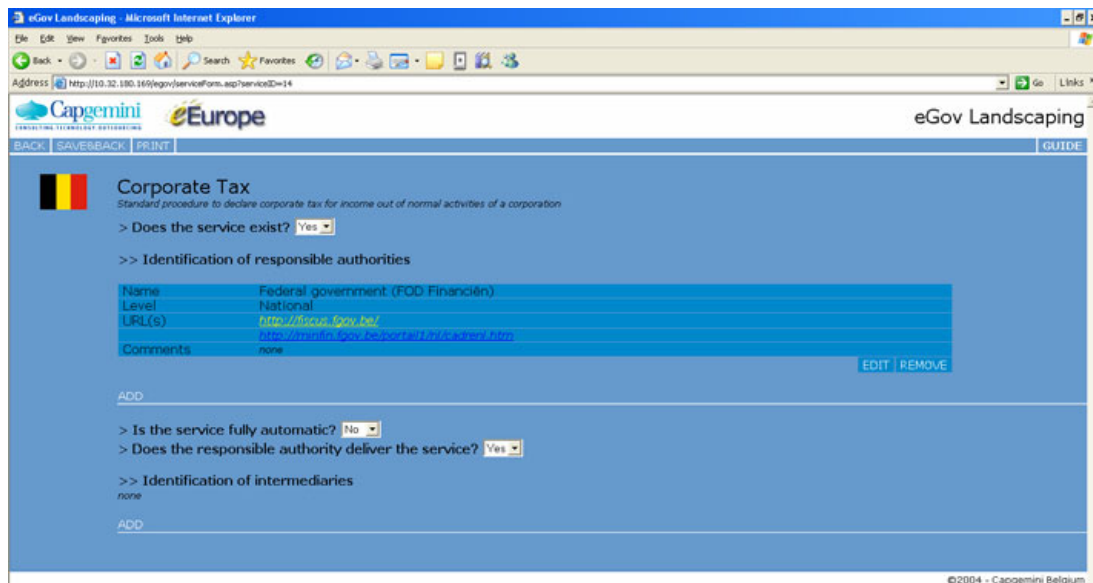 eGov Landscaping - Microsoft Internet Explorer
File Edit View Favorites Tools Help
Back Search Favorites
Address http://10.32.180.169/egov/serviceForm.asp?serviceID=14 Go Links
Capgemini eEurope eGov Landscaping
CONSULTING.TECHNOLOGY.OUTSOURCING
BACK SAVE&BACK PRINT GUIDE
Corporate Tax
Standard procedure to declare corporate tax for income out of normal activities of a corporation
> Does the service exist? Yes
>> Identification of responsible authorities
Name Federal government (FOD Financiën)
Level National
URL(s) http://fiscus.fgov.be/
http://minfin.fgov.be/portail1/nl/cadrenl.htm
Comments none
EDIT REMOVE
ADD
> Is the service fully automatic? No
> Does the responsible authority deliver the service? Yes
>> Identification of intermediaries
none
ADD
©2004 - Capgemini Belgium